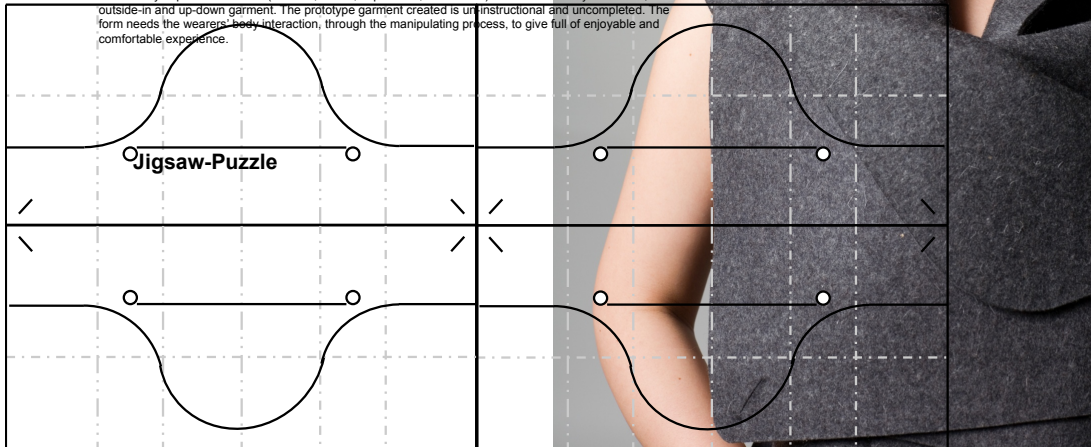 outside-in and up-down garment. The prototype garment created is un-instructional and uncompleted. The
form needs the wearers' body interaction, through the manipulating process, to give full of enjoyable and
comfortable experience.
Jigsaw-Puzzle